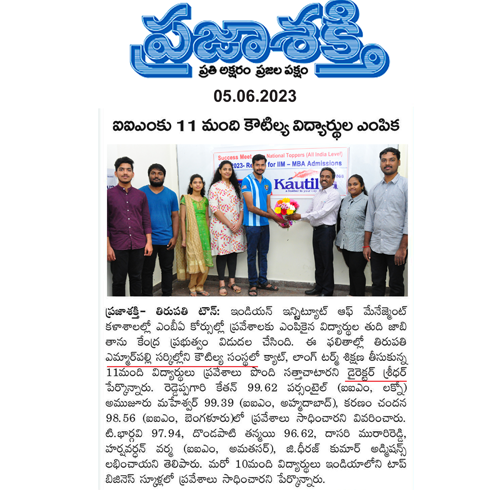 ప్రజాశక్తి
ప్రతి అక్షరం ప్రజల పక్షం
05.06.2023
ఐఐఎంకు 11 మంది కౌటిల్య విద్యార్థుల ఎంపిక
Success Meet National Toppers (All India Level)
2023- Re for IIM – MBA Admissions
Kautil
ప్రజాశక్తి- తిరుపతి టౌన్: ఇండియన్ ఇన్స్టిట్యూట్ ఆఫ్ మేనేజ్మెంట్
కళాశాలల్లో ఎంబీఏ కోర్సుల్లో ప్రవేశాలకు ఎంపికైన విద్యార్థుల తుది జాబి
తాను కేంద్ర ప్రభుత్వం విడుదల చేసింది. ఈ ఫలితాల్లో తిరుపతి
ఎమ్మార్‌పల్లి సర్కిల్లోని కౌటిల్య సంస్థలో క్యాట్, లాంగ్ టర్మ్ శిక్షణ తీసుకున్న
11మంది విద్యార్థులు ప్రవేశాలు పొంది సత్తాచాటారని డైరెక్టర్ శ్రీధర్
పేర్కొన్నారు. రెడ్డెప్పగారి కేతన్ 99.62 పర్సంటైల్ (ఐఐఎం, లక్నో)
అముజూరు మహేశ్వర్ 99.39 (ఐఐఎం, అహ్మదాబాద్), కరణం చందన
98.56 (ఐఐఎం, బెంగళూరు)లో ప్రవేశాలు సాధించారని వివరించారు.
టి.భార్గవి 97.94, దొండపాటి తన్మయి 96.62, దాసరి మురారిరెడ్డి,
హర్షవర్ధన్ వర్మ (ఐఐఎం, అమతసర్), జి.ధీరజ్ కుమార్ అడ్మిషన్స్
లభించాయని తెలిపారు. మరో 10మంది విద్యార్థులు ఇండియాలోని టాప్
బిజినెస్ స్కూళ్లలో ప్రవేశాలు సాధించారని పేర్కొన్నారు.